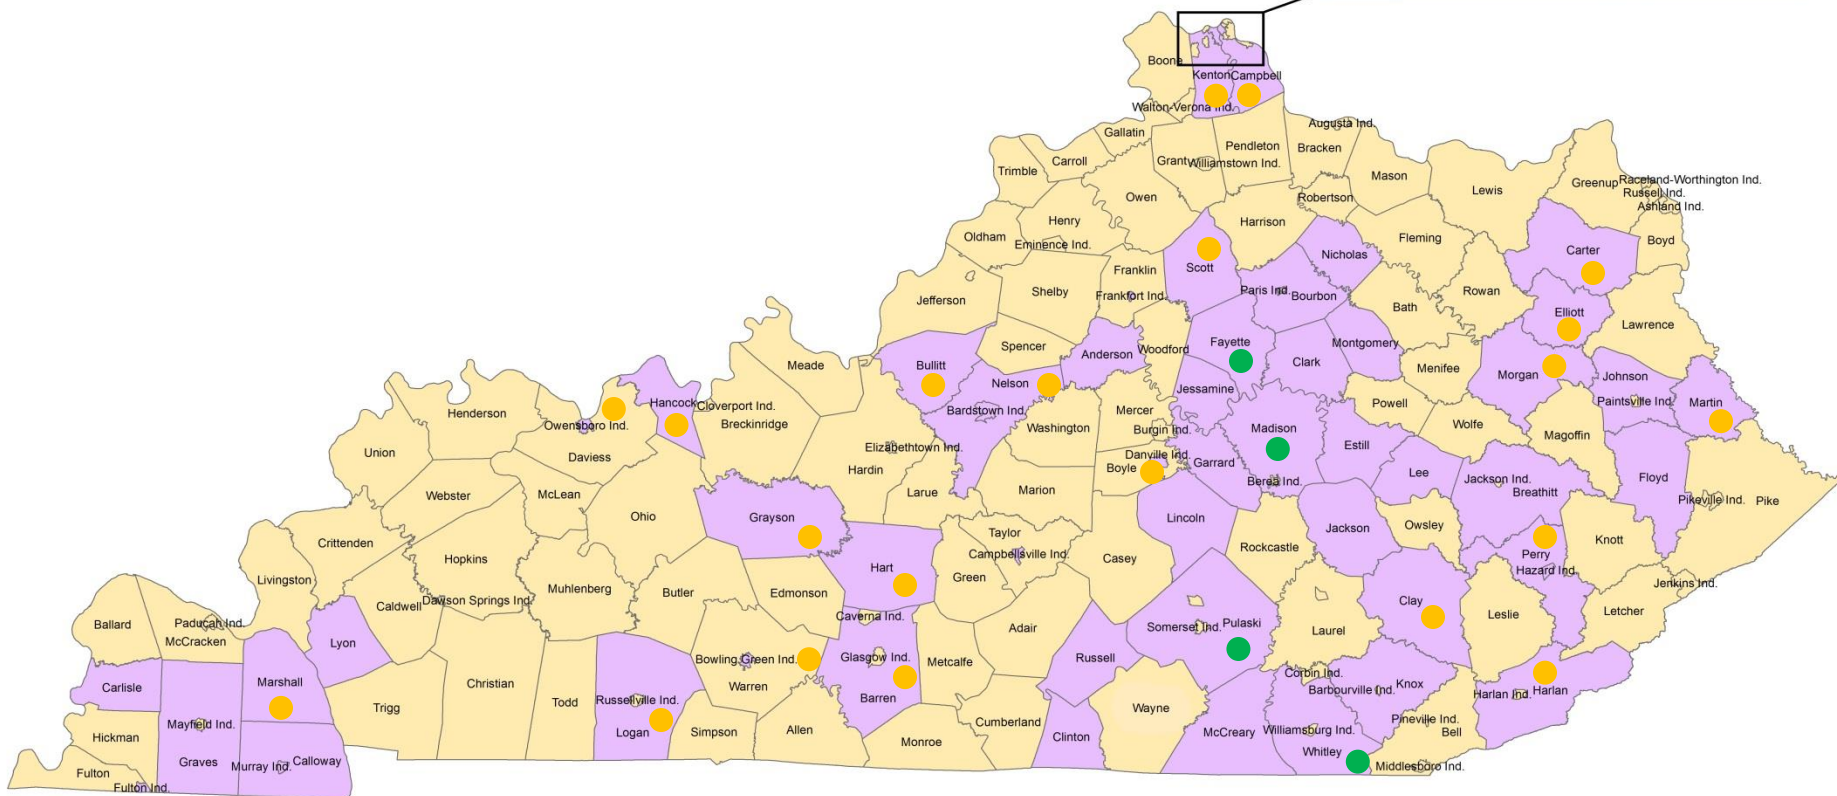 Boone
Kenton
Campbell
Walton-Verona Ind.
Augusta Ind.
Gallatin
Pendleton
Bracken
Carroll
Grant
Williamstown Ind.
Trimble
Mason
Lewis
Greenup
Raceland-Worthington Ind.
Russell Ind.
Ashland Ind.
Owen
Robertson
Henry
Harrison
Oldham
Eminence Ind.
Fleming
Boyd
Carter
Nicholas
Scott
Franklin
Shelby
Frankfort Ind.
Paris Ind.
Bourbon
Rowan
Jefferson
Bath
Elliott
Lawrence
Spencer
Anderson
Woodford
Fayette
Montgomery
Clark
Menifee
Morgan
Johnson
Meade
Bullitt
Nelson
Jessamine
Paintsville Ind.
Martin
Hancock
Cloverport Ind.
Breckinridge
Henderson
Owensboro Ind.
Bardstown Ind.
Mercer
Washington
Burgin Ind.
Madison
Powell
Wolfe
Magoffin
Union
Daviess
Elizabethtown Ind.
Hardin
Danville Ind.
Boyle
Garrard
Estill
Berea Ind.
Lee
Jackson Ind.
Breathitt
Floyd
Pikeville Ind.
Pike
Webster
McLean
Larue
Marion
Grayson
Ohio
Lincoln
Jackson
Owsley
Crittenden
Taylor
Campbellsville Ind.
Casey
Rockcastle
Perry
Hazard Ind.
Knott
Hopkins
Hart
Green
Livingston
Muhlenberg
Butler
Edmonson
Jenkins Ind.
Caldwell
Dawson Springs Ind.
Caverna Ind.
Clay
Leslie
Letcher
Ballard
Paducah Ind.
McCracken
Adair
Somerset Ind.
Pulaski
Laurel
Lyon
Bowling Green Ind.
Glasgow Ind.
Metcalfe
Russell
Corbin Ind.
Barbourville Ind.
Knox
Harlan Ind.
Harlan
Carlisle
Marshall
Christian
Todd
Warren
Russellville Ind.
Barren
Trigg
Wayne
Mayfield Ind.
Logan
Simpson
Allen
Cumberland
Monroe
Clinton
McCreary
Williamsburg Ind.
Pineville Ind.
Bell
Hickman
Whitley
Middlesboro Ind.
Fulton
Graves
Murray Ind.
Calloway
Fulton Ind.